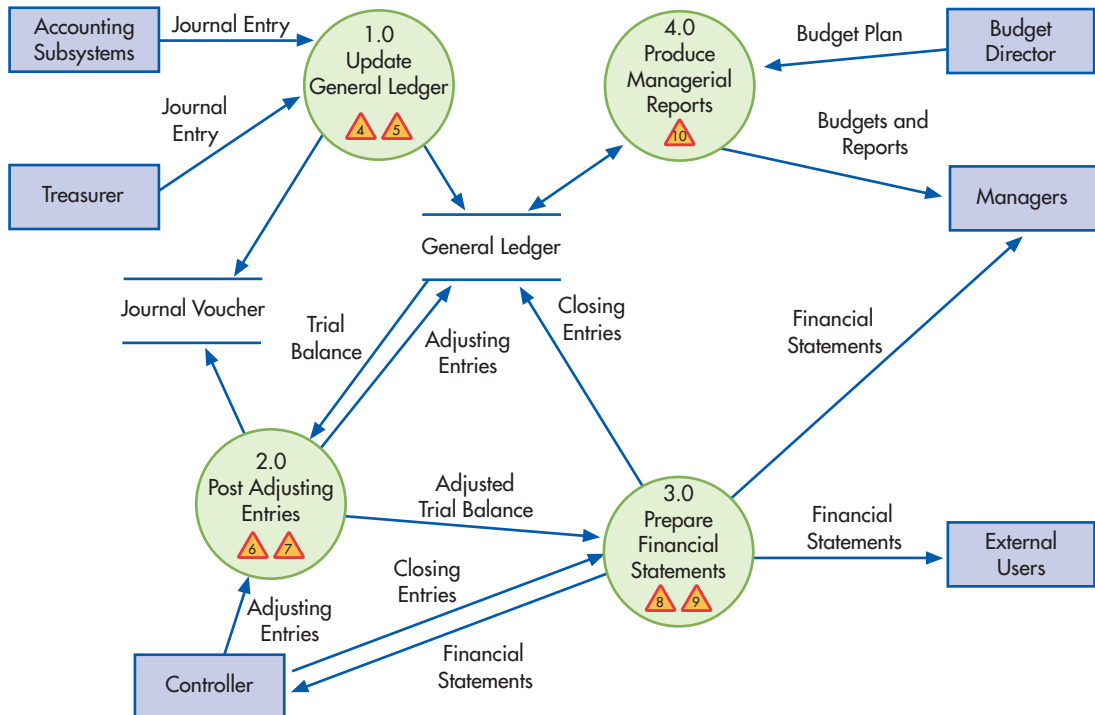 Accounting
Subsystems
Journal Entry
1.0
Update
General Ledger
4
5
4.0
Produce
Managerial
Reports
10
Budget Plan
Budget
Director
Journal
Entry
Treasurer
Budgets and
Reports
Managers
General Ledger
Journal Voucher
Trial
Balance
Adjusting
Entries
Closing
Entries
Financial
Statements
2.0
Post Adjusting
Entries
6
7
Adjusted
Trial Balance
3.0
Prepare
Financial
Statements
8
9
Financial
Statements
External
Users
Adjusting
Entries
Closing
Entries
Financial
Statements
Controller